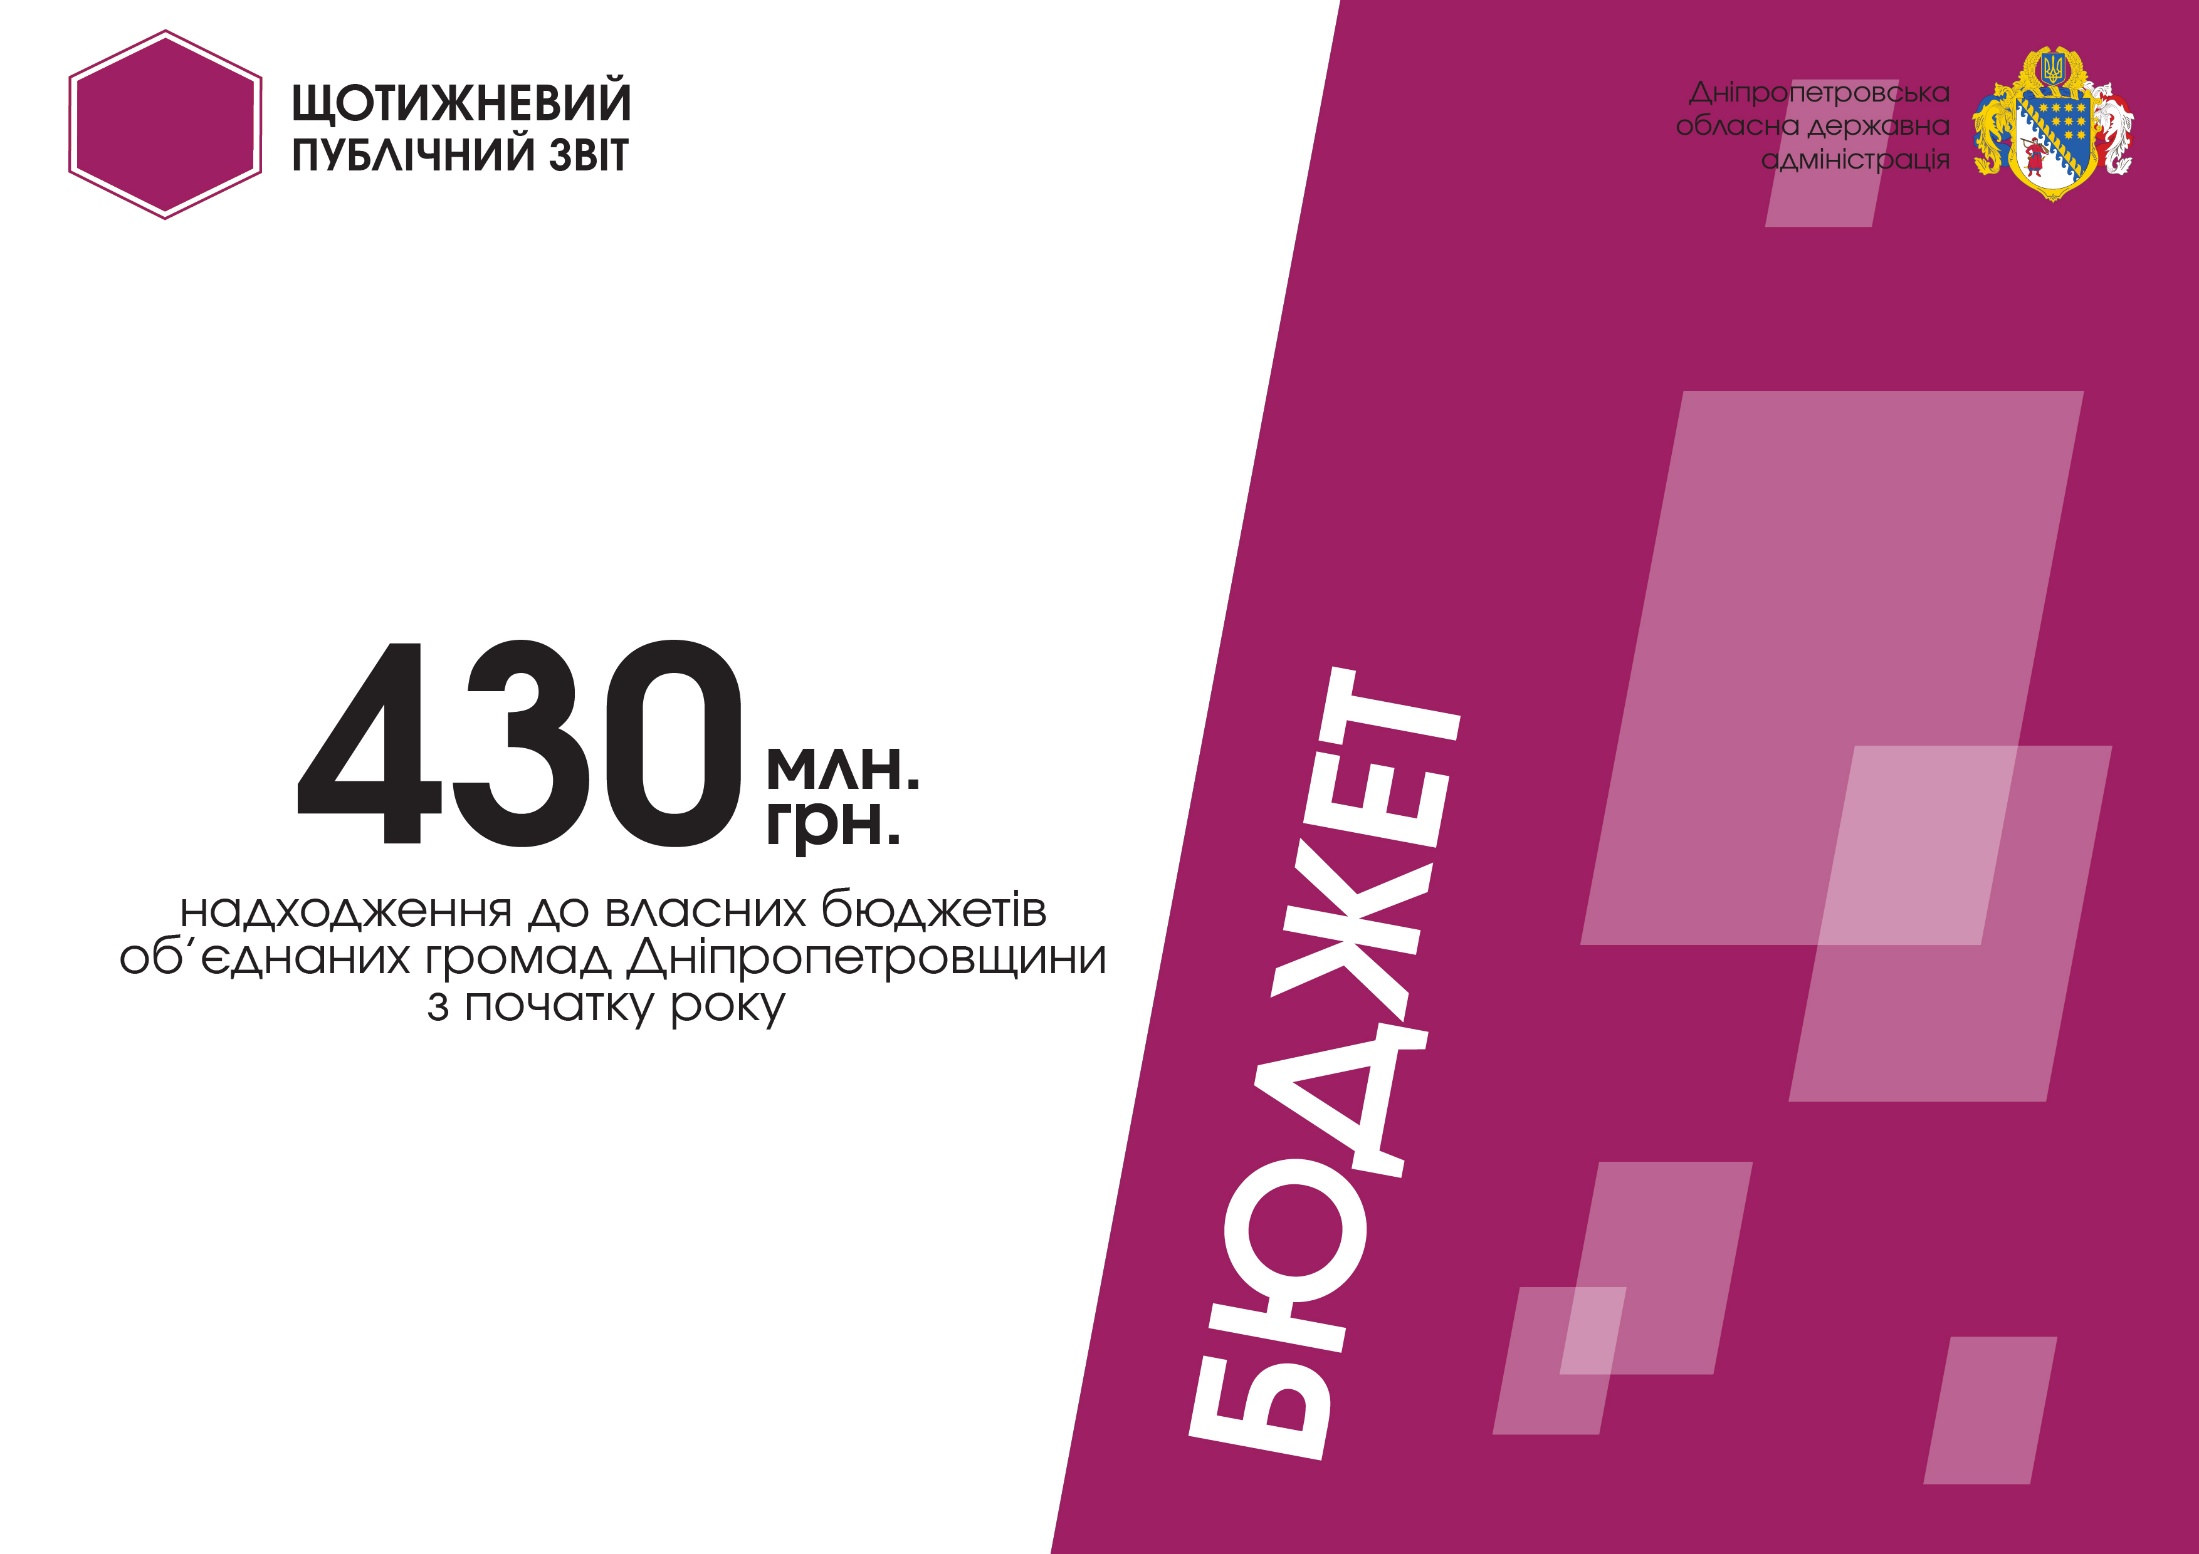 ЩОТИЖНЕВИЙ
ПУБЛІЧНИЙ ЗВІТ
Дніпропетровська
обласна державна
адміністрація
430 млн.
грн.
надходження до власних бюджетів
об’єднаних громад Дніпропетровщини
з початку року
БЮДЖЕТ